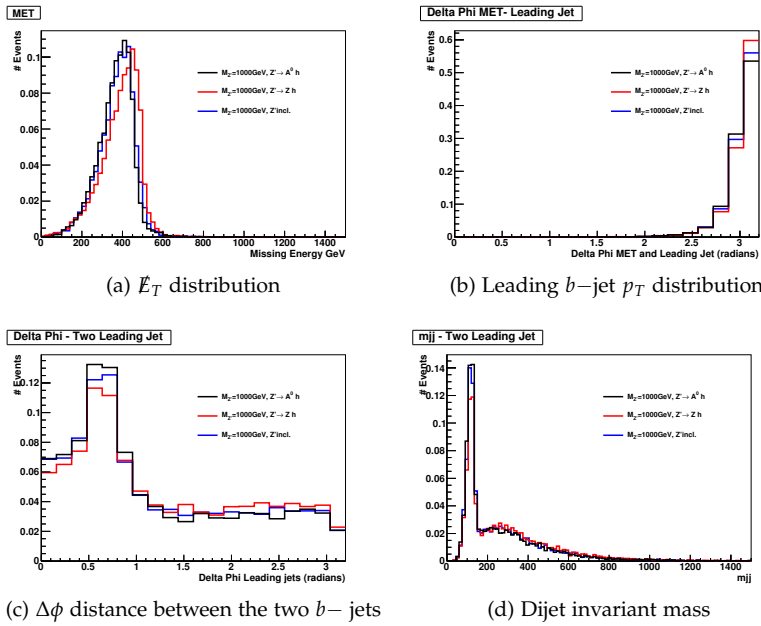 MET
# Events
0.1
0.08
0.06
0.04
0.02
0
M_Z'=1000GeV, Z'→ A⁰ h
M_Z'=1000GeV, Z'→ Z h
M_Z'=1000GeV, Z'incl.
0 200 400 600 800 1000 1200 1400
Missing Energy GeV
(a) E̸_T distribution
Delta Phi MET- Leading Jet
# Events
0.6
0.5
0.4
0.3
0.2
0.1
0
M_Z'=1000GeV, Z'→ A⁰ h
M_Z'=1000GeV, Z'→ Z h
M_Z'=1000GeV, Z'incl.
0 0.5 1 1.5 2 2.5 3
Delta Phi MET and Leading Jet (radians)
(b) Leading b−jet p_T distribution
Delta Phi - Two Leading Jet
# Events
0.12
0.1
0.08
0.06
0.04
0.02
0
M_Z'=1000GeV, Z'→ A⁰ h
M_Z'=1000GeV, Z'→ Z h
M_Z'=1000GeV, Z'incl.
0 0.5 1 1.5 2 2.5 3
Delta Phi Leading jets (radians)
(c) Δϕ distance between the two b− jets
mjj - Two Leading Jet
# Events
0.14
0.12
0.1
0.08
0.06
0.04
0.02
0
M_Z'=1000GeV, Z'→ A⁰ h
M_Z'=1000GeV, Z'→ Z h
M_Z'=1000GeV, Z'incl.
0 200 400 600 800 1000 1200 1400
mjj
(d) Dijet invariant mass